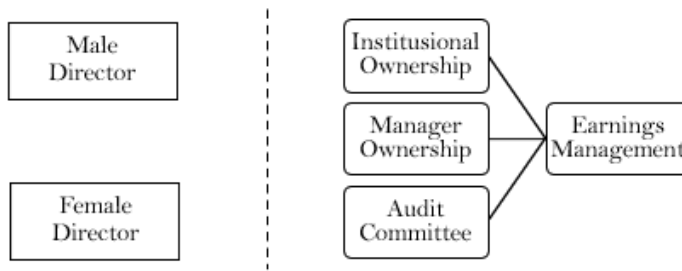 Male
Director
Female
Director
Institusional
Ownership
Manager
Ownership
Audit
Committee
Earnings
Management